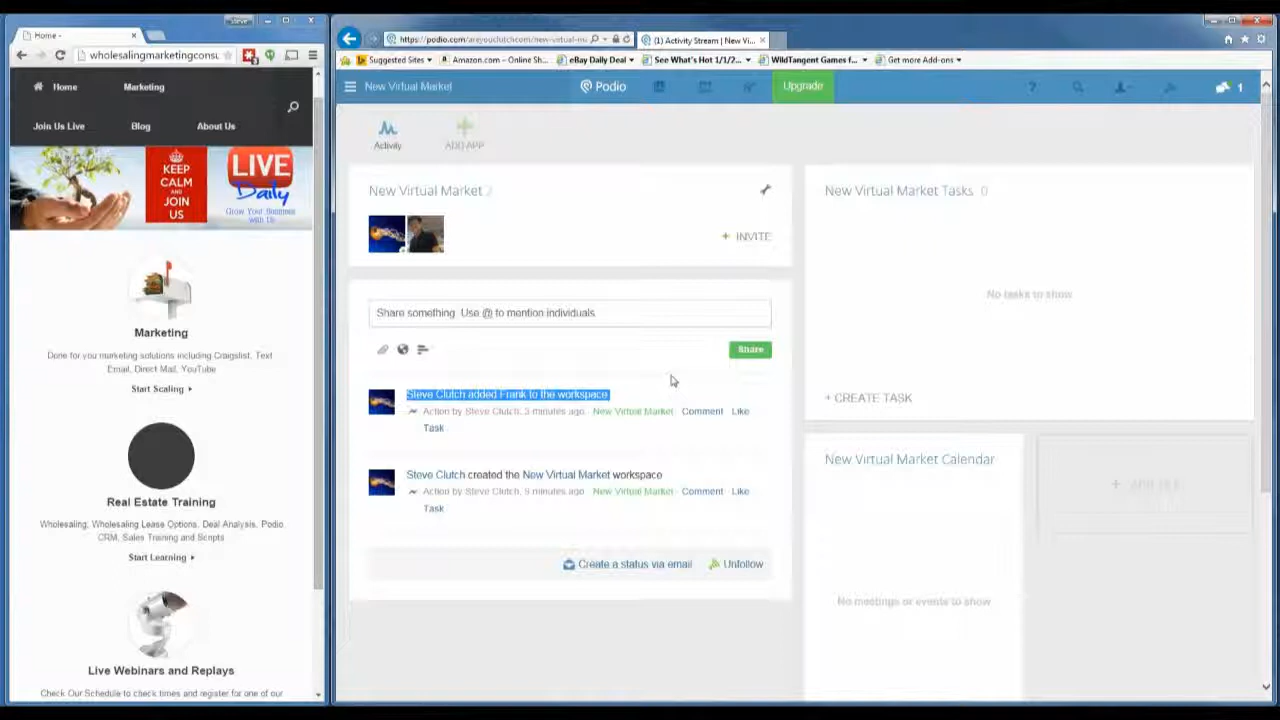 Steve
Home -
wholesalingmarketingconsu
Home
Marketing
Join Us Live
Blog
About Us
KEEP
CALM
AND
JOIN
US
LIVE
Daily
Grow Your Business
with Us
Marketing
Done for you marketing solutions including Craigslist, Text
Email, Direct Mail, YouTube
Start Scaling
Real Estate Training
Wholesaling, Wholesaling Lease Options, Deal Analysis, Podio
CRM, Sales Training and Scripts
Start Learning
Live Webinars and Replays
Check Our Schedule to check times and register for one of our
https://podio.com/areyouclutchcom/new-virtual-m
(1) Activity Stream | New Vi...
Suggested Sites
Amazon.com – Online Sh...
eBay Daily Deal
See What's Hot 1/1/2...
WildTangent Games f...
Get more Add-ons
New Virtual Market
Podio
Upgrade
?
1
Activity
ADD APP
New Virtual Market 2
+ INVITE
Share something. Use @ to mention individuals.
Share
Steve Clutch added Frank to the workspace
Action by Steve Clutch, 3 minutes ago. New Virtual Market Comment Like
Task
Steve Clutch created the New Virtual Market workspace
Action by Steve Clutch, 9 minutes ago. New Virtual Market Comment Like
Task
Create a status via email
Unfollow
New Virtual Market Tasks 0
No tasks to show
+ CREATE TASK
New Virtual Market Calendar
No meetings or events to show
+ ADD TILE